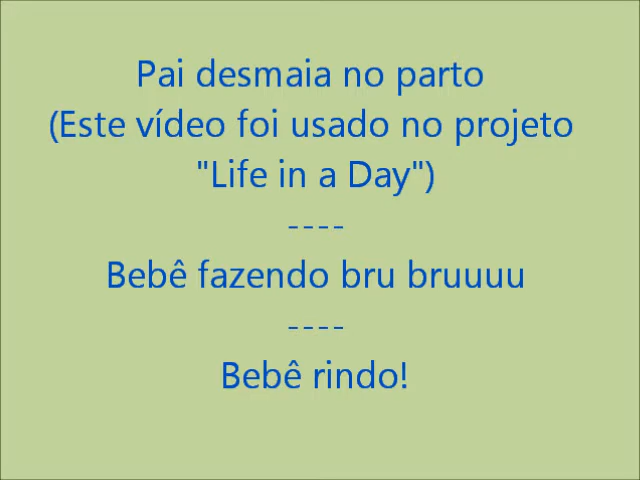 Pai desmaia no parto
(Este vídeo foi usado no projeto
"Life in a Day")
----
Bebê fazendo bru bruuuu
----
Bebê rindo!